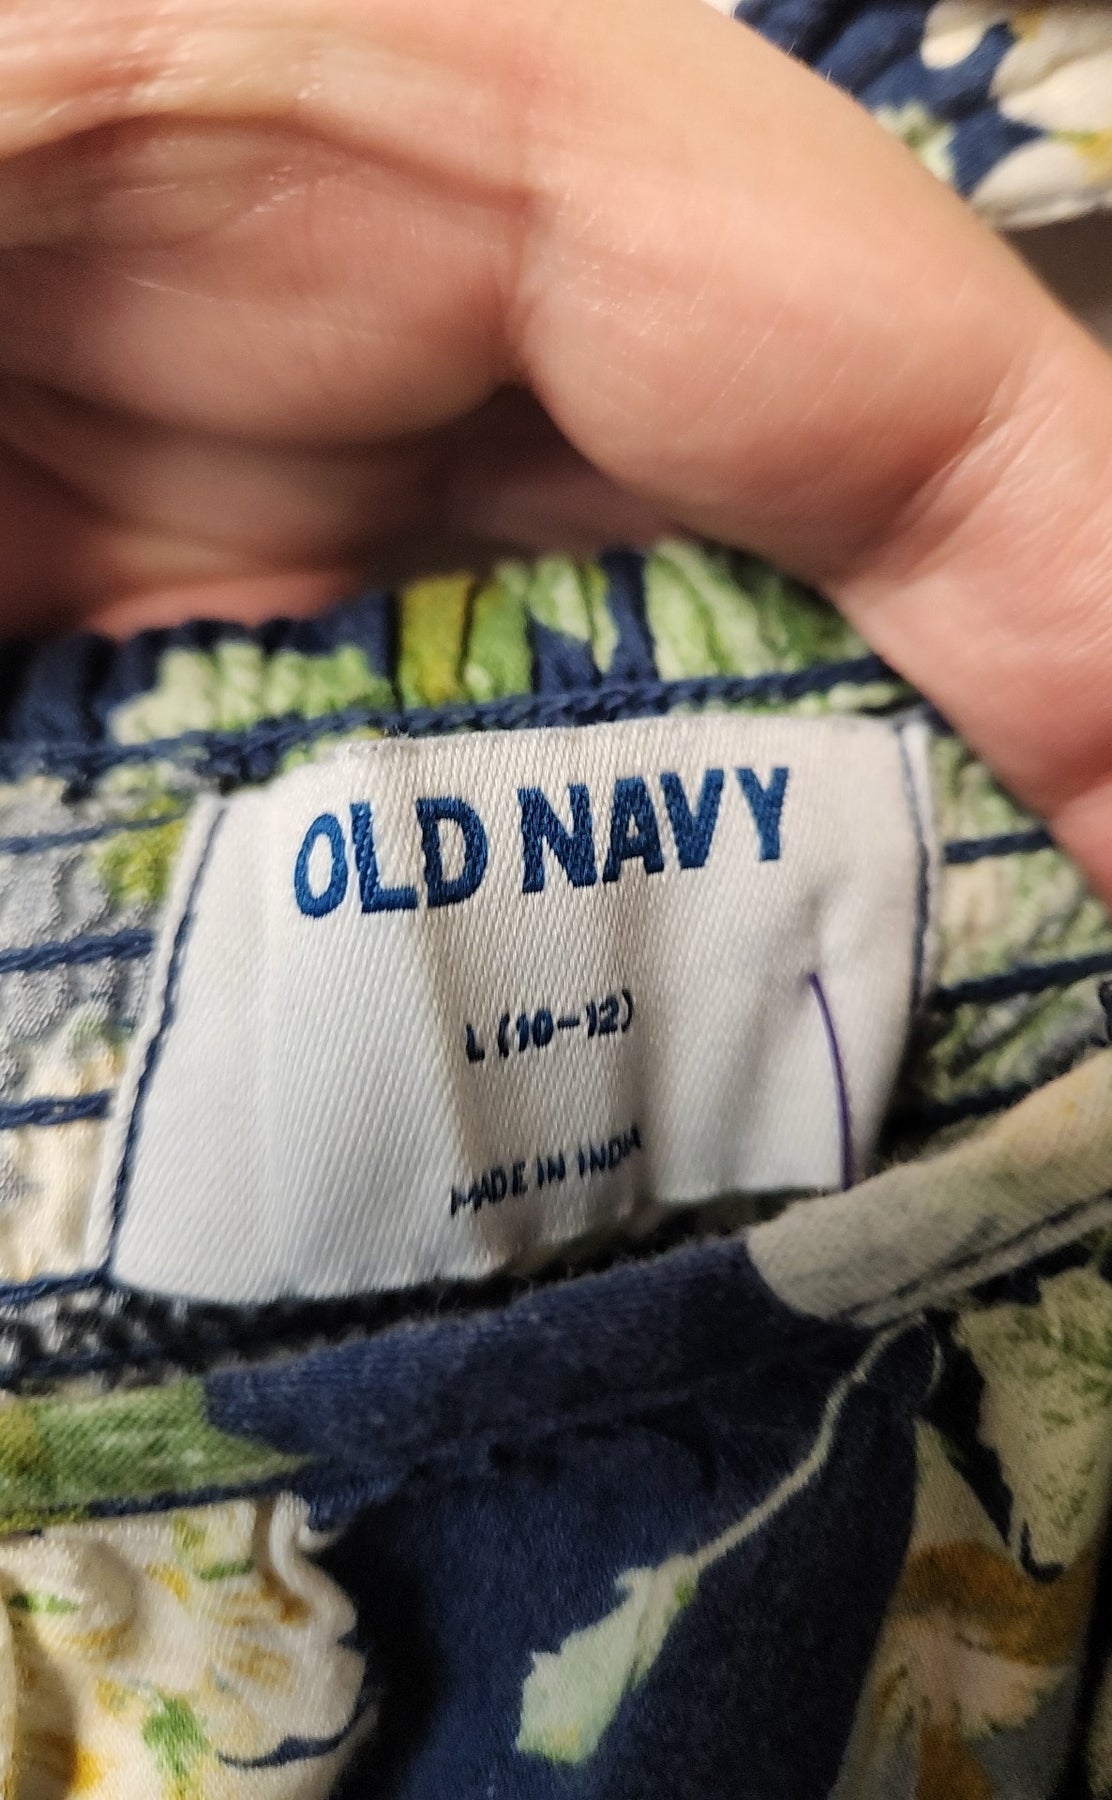 OLD NAVY
L (10-12)
MADE IN INDIA